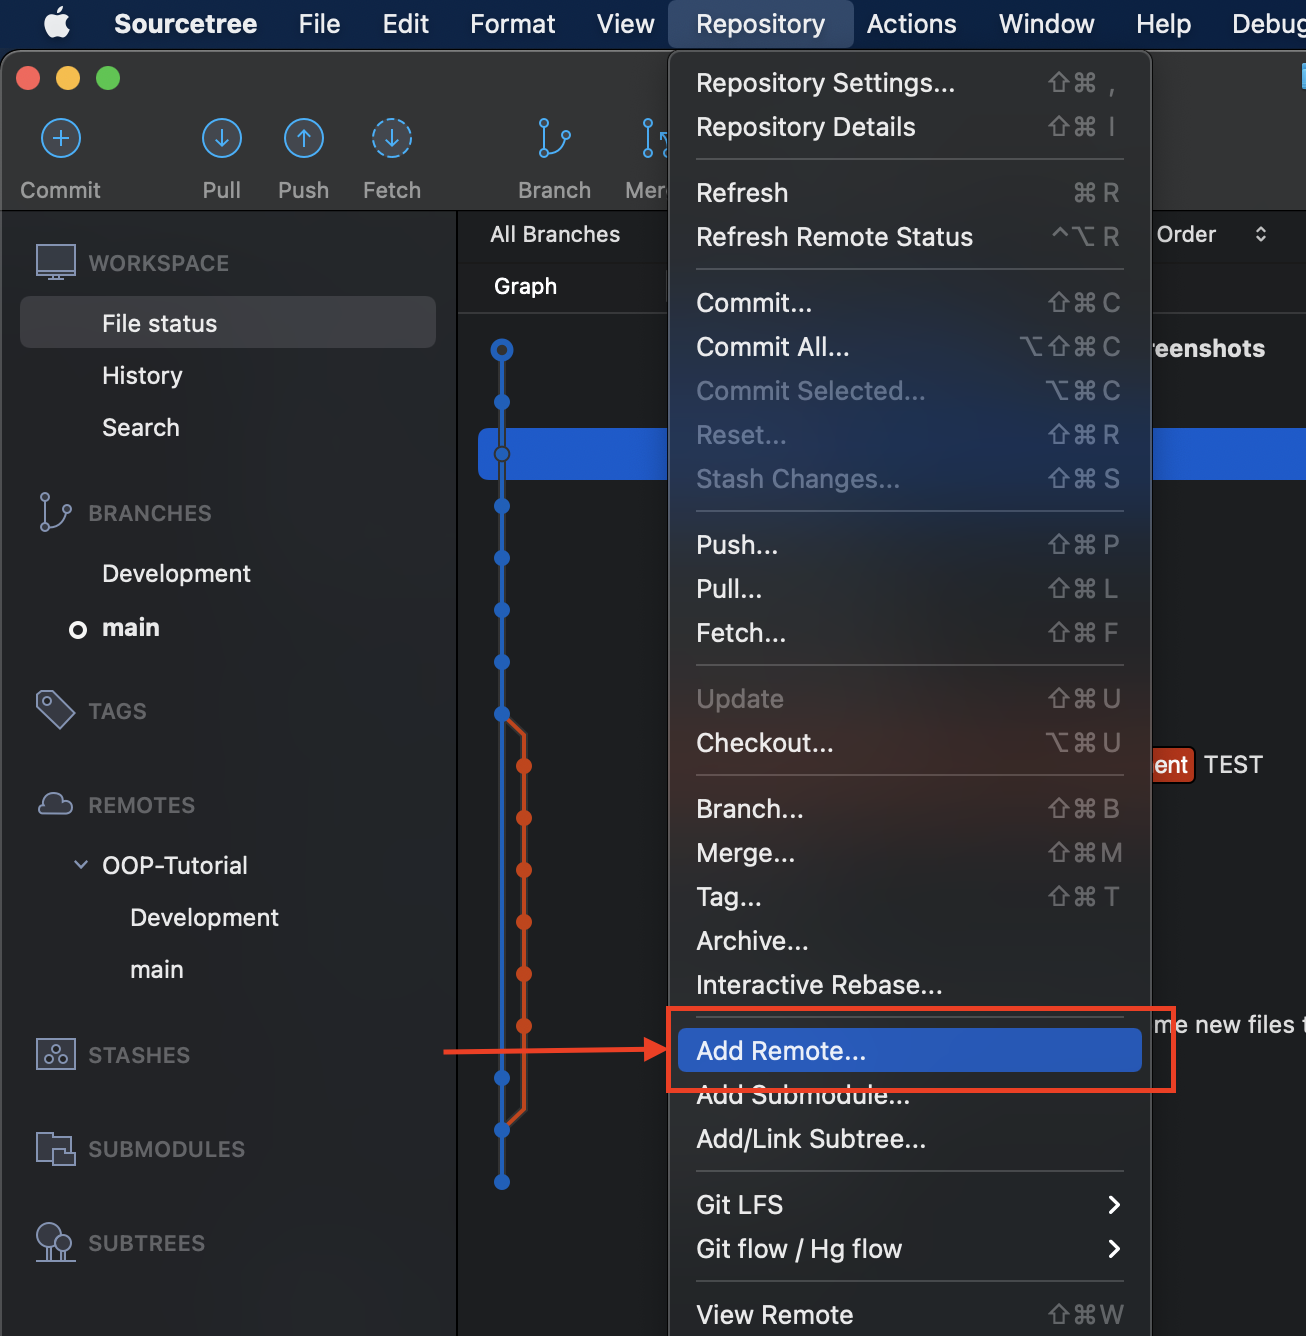 Sourcetree File Edit Format View Repository Actions Window Help Debug
Commit Pull Push Fetch Branch Mer
WORKSPACE
File status
History
Search
BRANCHES
Development
main
TAGS
REMOTES
OOP-Tutorial
Development
main
STASHES
SUBMODULES
SUBTREES
All Branches
Graph
Repository Settings... ⇧⌘ ,
Repository Details ⇧⌘ I
Refresh ⌘ R
Refresh Remote Status ^⌥ R
Commit... ⇧⌘ C
Commit All... ⌥⇧⌘ C
Commit Selected... ⌥⌘ C
Reset... ⇧⌘ R
Stash Changes... ⇧⌘ S
Push... ⇧⌘ P
Pull... ⇧⌘ L
Fetch... ⇧⌘ F
Update ⇧⌘ U
Checkout... ⌥⌘ U
Branch... ⇧⌘ B
Merge... ⇧⌘ M
Tag... ⇧⌘ T
Archive...
Interactive Rebase...
Add Remote...
Add Submodule...
Add/Link Subtree...
Git LFS
Git flow / Hg flow
View Remote ⇧⌘W
Order
reenshots
ent TEST
me new files t